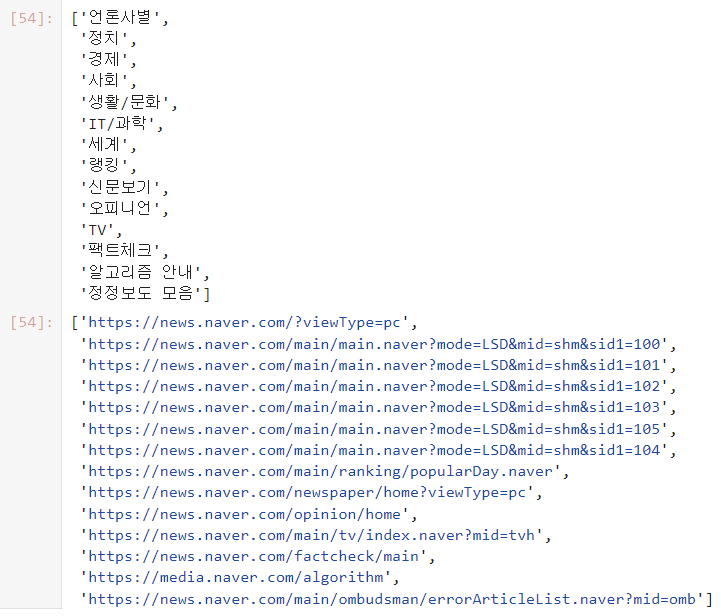 [54]: ['언론사별',
'정치',
'경제',
'사회',
'생활/문화',
'IT/과학',
'세계',
'랭킹',
'신문보기',
'오피니언',
'TV',
'팩트체크',
'알고리즘 안내',
'정정보도 모음']
[54]: ['https://news.naver.com/?viewType=pc',
'https://news.naver.com/main/main.naver?mode=LSD&mid=shm&sid1=100',
'https://news.naver.com/main/main.naver?mode=LSD&mid=shm&sid1=101',
'https://news.naver.com/main/main.naver?mode=LSD&mid=shm&sid1=102',
'https://news.naver.com/main/main.naver?mode=LSD&mid=shm&sid1=103',
'https://news.naver.com/main/main.naver?mode=LSD&mid=shm&sid1=105',
'https://news.naver.com/main/main.naver?mode=LSD&mid=shm&sid1=104',
'https://news.naver.com/main/ranking/popularDay.naver',
'https://news.naver.com/newspaper/home?viewType=pc',
'https://news.naver.com/opinion/home',
'https://news.naver.com/main/tv/index.naver?mid=tvh',
'https://news.naver.com/factcheck/main',
'https://media.naver.com/algorithm',
'https://news.naver.com/main/ombudsman/errorArticleList.naver?mid=omb']